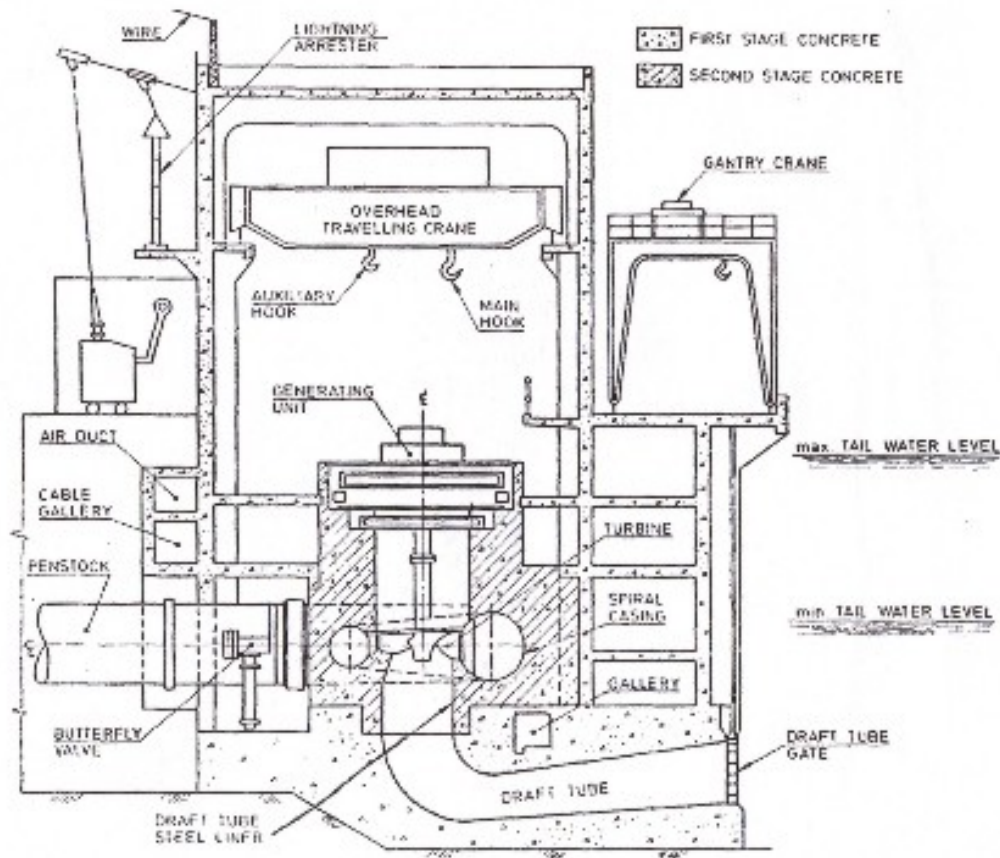 WIRE
LIGHTNING
ARRESTER
FIRST STAGE CONCRETE
SECOND STAGE CONCRETE
GANTRY CRANE
OVERHEAD
TRAVELLING CRANE
AUXILIARY
HOOK
MAIN
HOOK
GENERATING
UNIT
AIR DUCT
CABLE
GALLERY
PENSTOCK
max. TAIL WATER LEVEL
TURBINE
SPIRAL
CASING
min TAIL WATER LEVEL
GALLERY
BUTTERFLY
VALVE
DRAFT TUBE
GATE
DRAFT TUBE
DRAFT TUBE
STEEL LINER